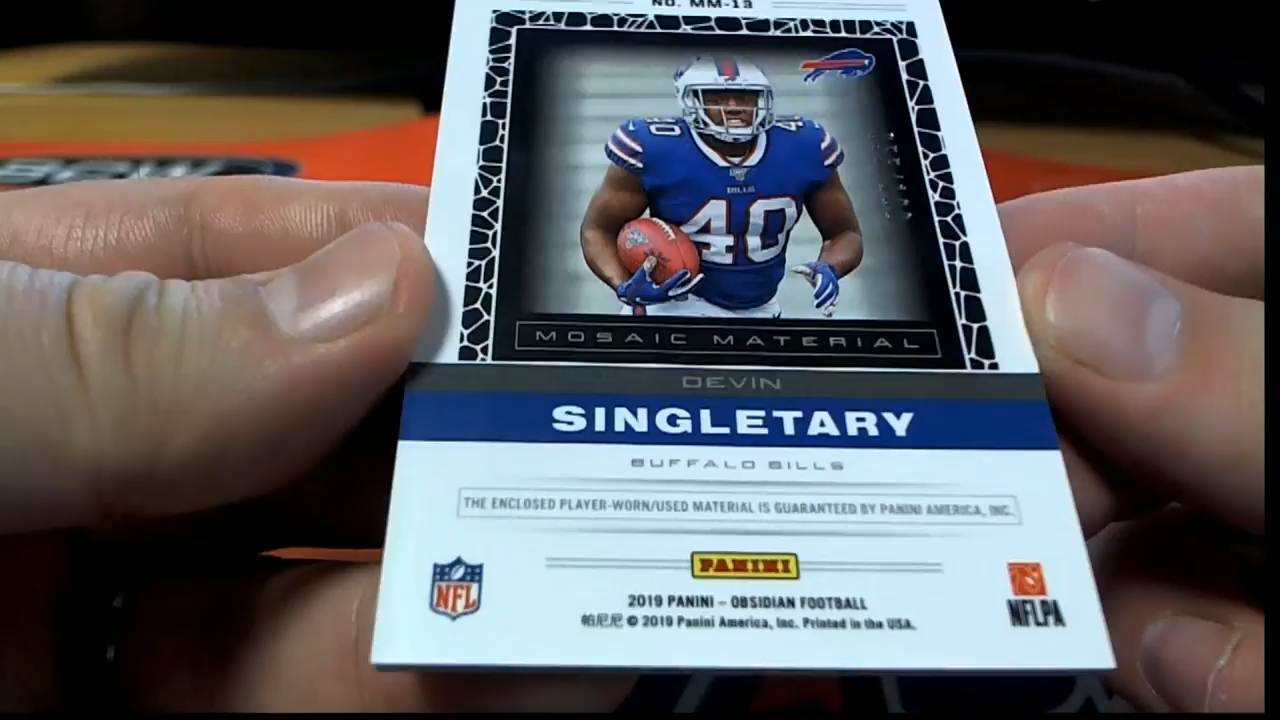 NO. MM-13
40
BILLS
40
MOSAIC MATERIAL
DEVIN
SINGLETARY
BUFFALO BILLS
THE ENCLOSED PLAYER-WORN/USED MATERIAL IS GUARANTEED BY PANINI AMERICA, INC.
PANINI
NFL
NFLPA
2019 PANINI – OBSIDIAN FOOTBALL
帕尼尼 © 2019 Panini America, Inc. Printed in the USA.